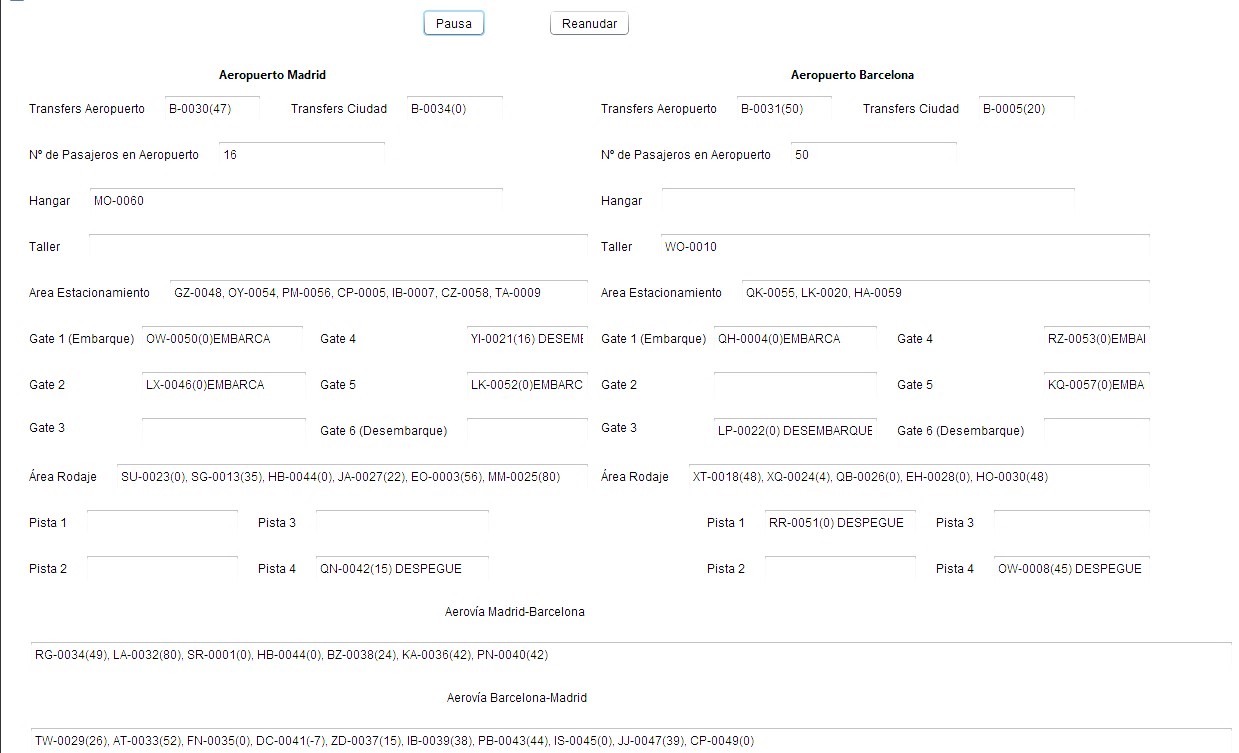 Pausa Reanudar
Aeropuerto Madrid Aeropuerto Barcelona
Transfers Aeropuerto B-0030(47) Transfers Ciudad B-0034(0) Transfers Aeropuerto B-0031(50) Transfers Ciudad B-0005(20)
Nº de Pasajeros en Aeropuerto 16 Nº de Pasajeros en Aeropuerto 50
Hangar MO-0060 Hangar
Taller Taller WO-0010
Area Estacionamiento GZ-0048, OY-0054, PM-0056, CP-0005, IB-0007, CZ-0058, TA-0009 Area Estacionamiento QK-0055, LK-0020, HA-0059
Gate 1 (Embarque) OW-0050(0)EMBARCA Gate 4 YI-0021(16) DESEME Gate 1 (Embarque) QH-0004(0)EMBARCA Gate 4 RZ-0053(0)EMBAI
Gate 2 LX-0046(0)EMBARCA Gate 5 LK-0052(0)EMBARC Gate 2 Gate 5 KQ-0057(0)EMBA
Gate 3 Gate 6 (Desembarque) Gate 3 LP-0022(0) DESEMBARQUE Gate 6 (Desembarque)
Área Rodaje SU-0023(0), SG-0013(35), HB-0044(0), JA-0027(22), EO-0003(56), MM-0025(80) Área Rodaje XT-0018(48), XQ-0024(4), QB-0026(0), EH-0028(0), HO-0030(48)
Pista 1 Pista 3 Pista 1 RR-0051(0) DESPEGUE Pista 3
Pista 2 Pista 4 QN-0042(15) DESPEGUE Pista 2 Pista 4 OW-0008(45) DESPEGUE
Aerovía Madrid-Barcelona
RG-0034(49), LA-0032(80), SR-0001(0), HB-0044(0), BZ-0038(24), KA-0036(42), PN-0040(42)
Aerovía Barcelona-Madrid
TW-0029(26), AT-0033(52), FN-0035(0), DC-0041(-7), ZD-0037(15), IB-0039(38), PB-0043(44), IS-0045(0), JJ-0047(39), CP-0049(0)